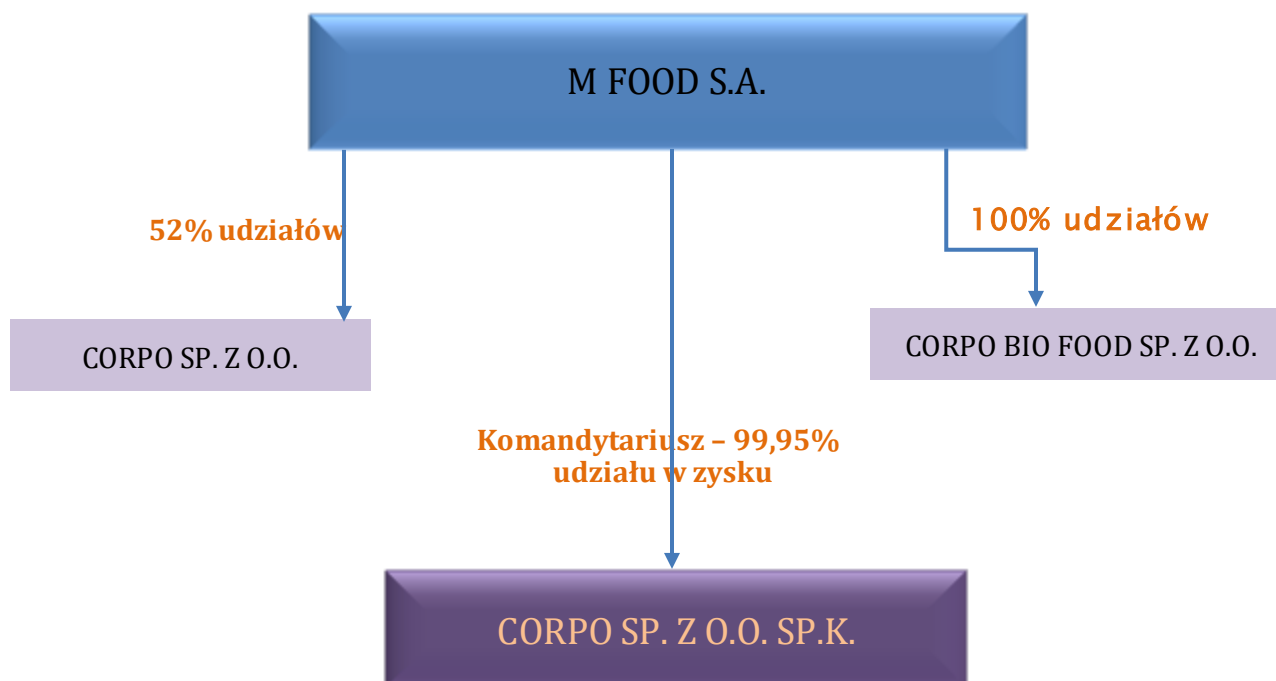 M FOOD S.A.
52% udziałów
100% udziałów
CORPO SP. Z O.O.
CORPO BIO FOOD SP. Z O.O.
Komandytariusz – 99,95%
udziału w zysku
CORPO SP. Z O.O. SP.K.